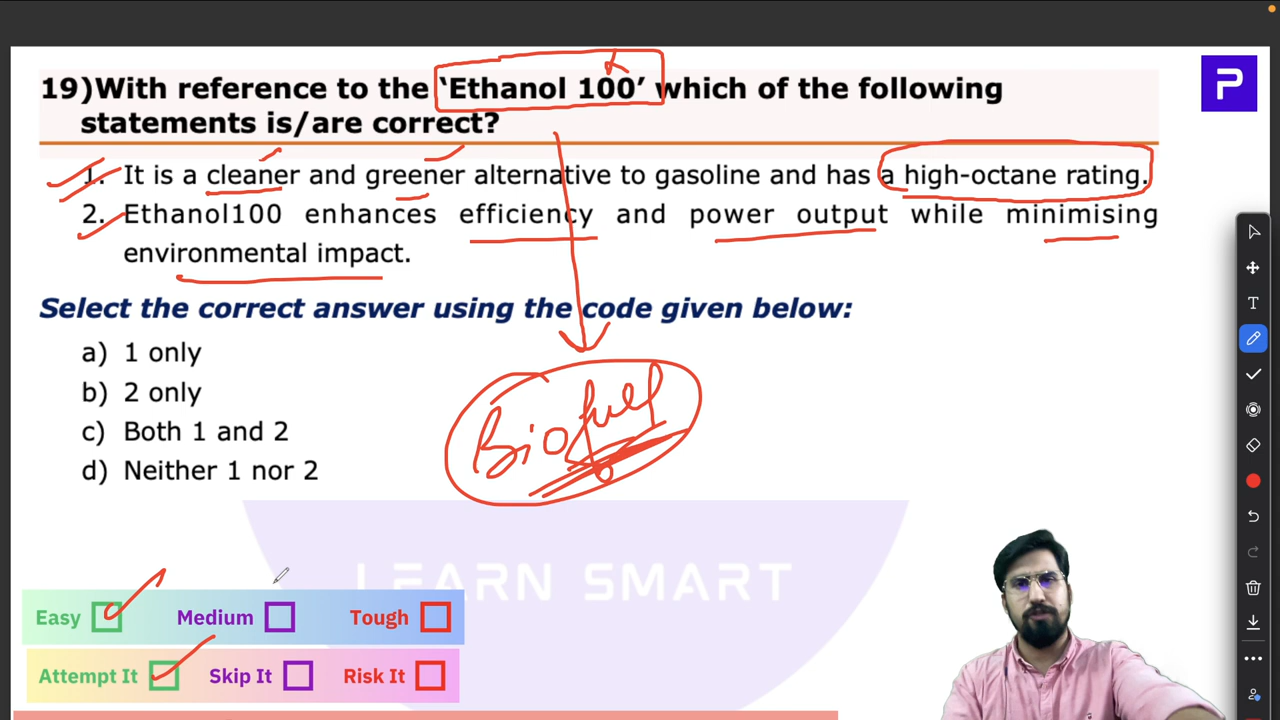 P
19)With reference to the ‘Ethanol 100’ which of the following
statements is/are correct?
1. It is a cleaner and greener alternative to gasoline and has a high-octane rating.
2. Ethanol100 enhances efficiency and power output while minimising
environmental impact.
Select the correct answer using the code given below:
a) 1 only
b) 2 only
c) Both 1 and 2
d) Neither 1 nor 2
Biofuel
LEARN SMART
Easy Medium Tough
Attempt It Skip It Risk It
T